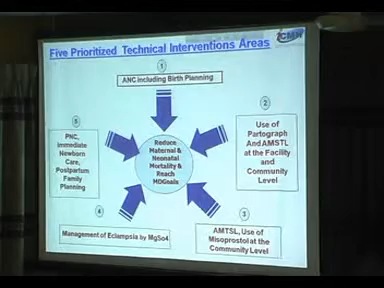 Five Prioritized Technical Interventions Areas
CMH
1
ANC Including Birth Planning
2
Use of
Partograph
And AMSTL
at the Facility
and
Community
Level
3
AMTSL, Use of
Misoprostol at the
Community Level
4
Management of Eclampsia by MgSo4
5
PNC,
Immediate
Newborn
Care,
Postpartum
Family
Planning
Reduce
Maternal &
Neonatal
Mortality &
Reach
MDGoals